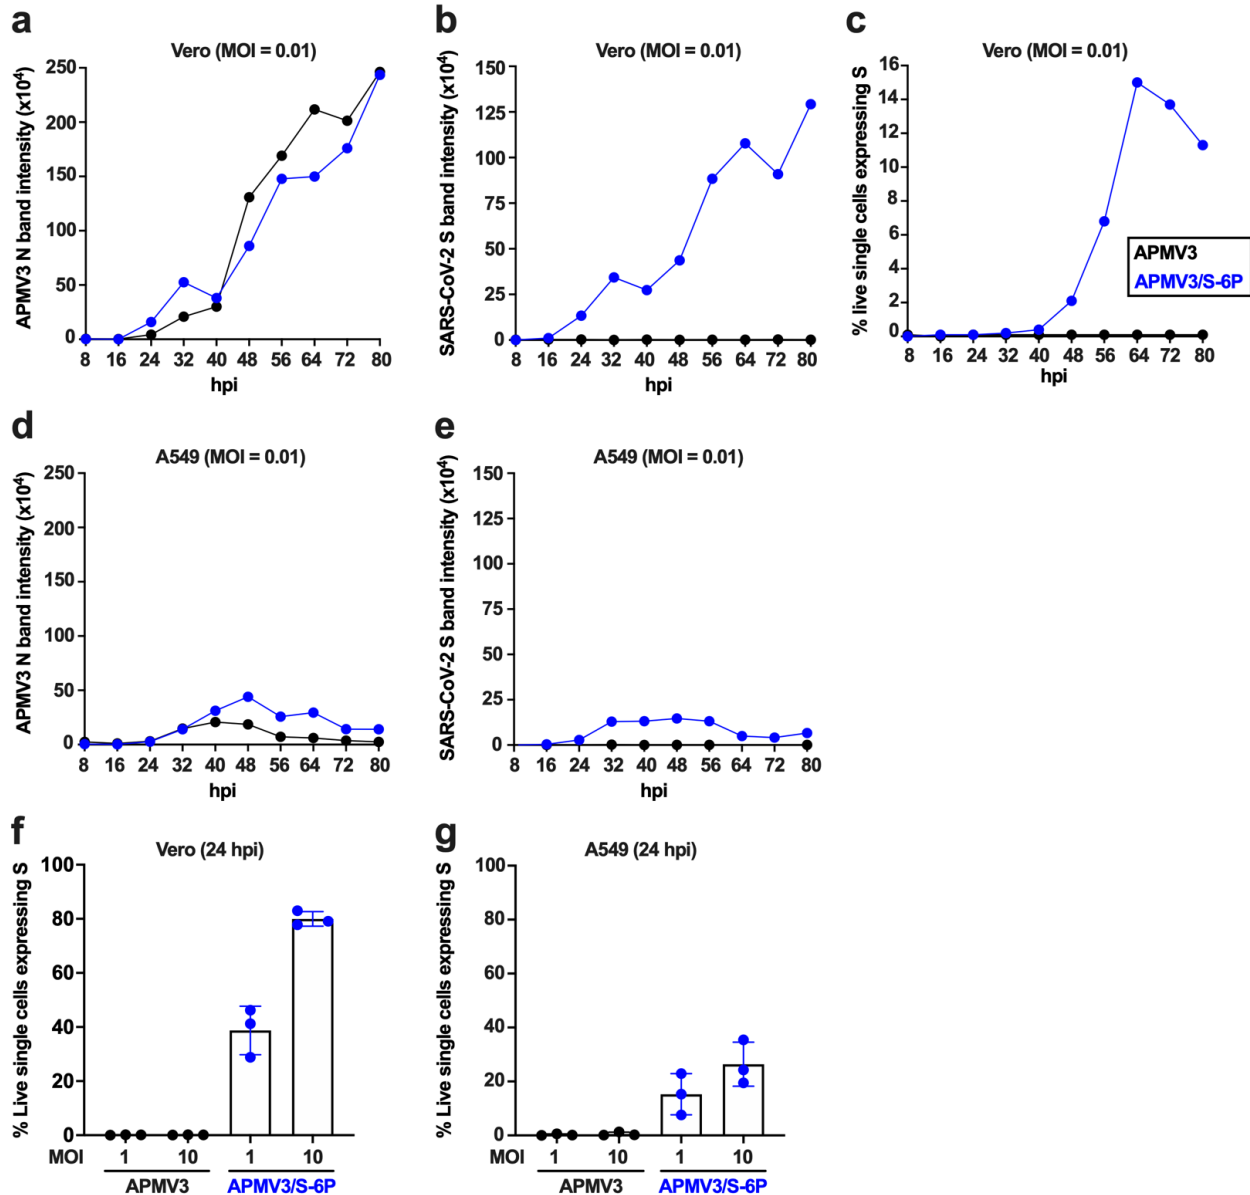 a
Vero (MOI = 0.01)
APMV3 N band intensity (x10⁴)
250
200
150
100
50
0
8 16 24 32 40 48 56 64 72 80
hpi
b
Vero (MOI = 0.01)
SARS-CoV-2 S band intensity (x10⁴)
150
125
100
75
50
25
0
8 16 24 32 40 48 56 64 72 80
hpi
c
Vero (MOI = 0.01)
% live single cells expressing S
16
14
12
10
8
6
4
2
0
8 16 24 32 40 48 56 64 72 80
hpi
APMV3
APMV3/S-6P
d
A549 (MOI = 0.01)
APMV3 N band intensity (x10⁴)
250
200
150
100
50
0
8 16 24 32 40 48 56 64 72 80
hpi
e
A549 (MOI = 0.01)
SARS-CoV-2 S band intensity (x10⁴)
150
125
100
75
50
25
0
8 16 24 32 40 48 56 64 72 80
hpi
f
Vero (24 hpi)
% Live single cells expressing S
100
80
60
40
20
0
MOI 1 10 1 10
APMV3 APMV3/S-6P
g
A549 (24 hpi)
% Live single cells expressing S
100
80
60
40
20
0
MOI 1 10 1 10
APMV3 APMV3/S-6P